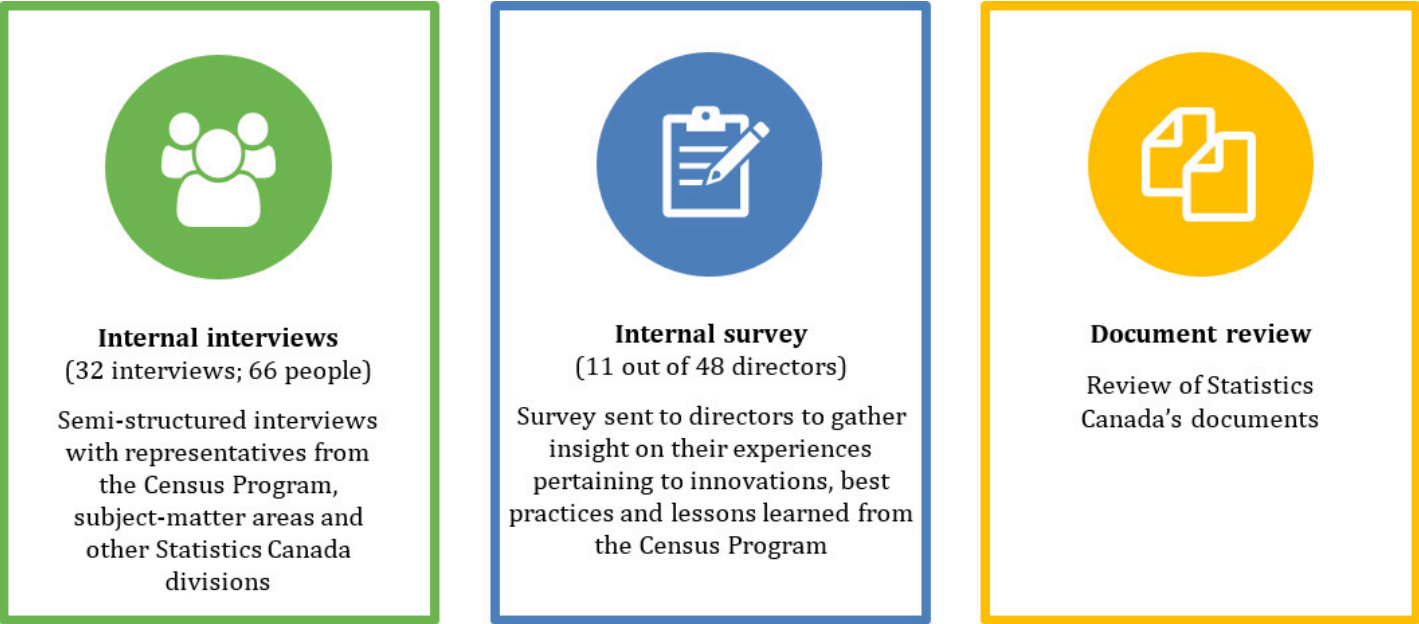 Internal interviews
(32 interviews; 66 people)
Semi-structured interviews
with representatives from
the Census Program,
subject-matter areas and
other Statistics Canada
divisions
Internal survey
(11 out of 48 directors)
Survey sent to directors to gather
insight on their experiences
pertaining to innovations, best
practices and lessons learned from
the Census Program
Document review
Review of Statistics
Canada’s documents